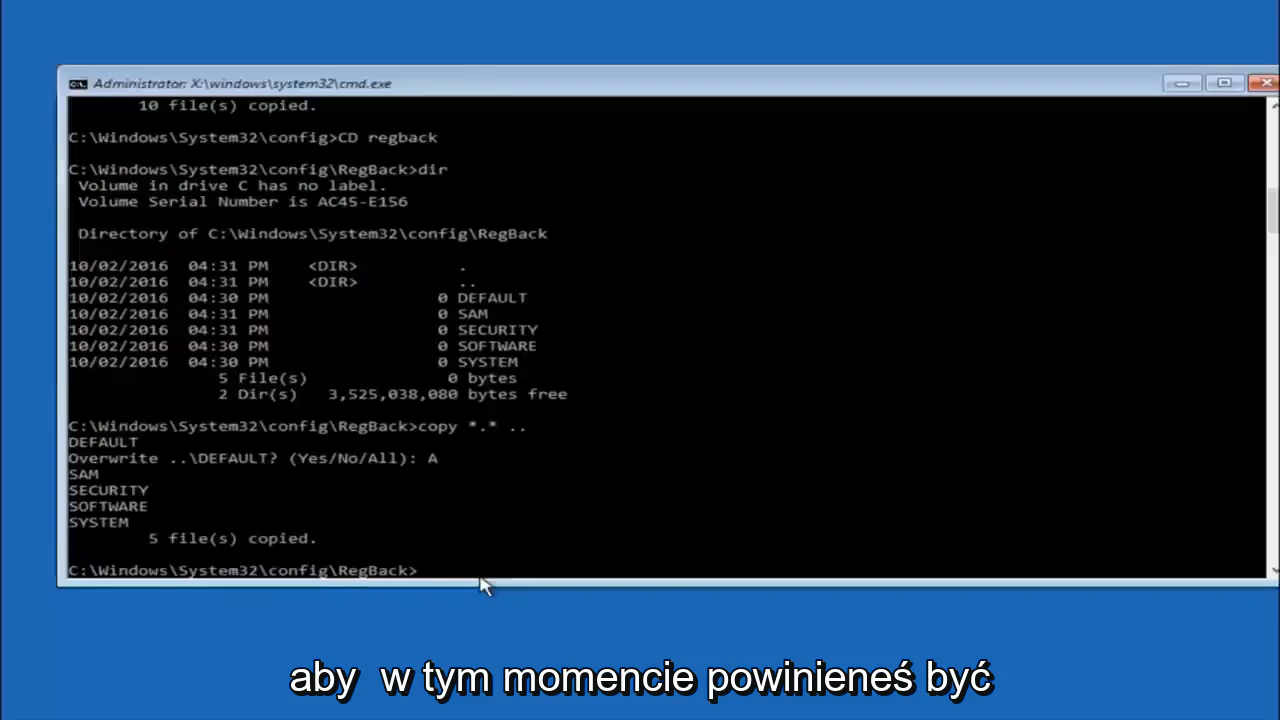 Administrator: X:\windows\system32\cmd.exe
10 file(s) copied.
C:\Windows\System32\config>CD regback
C:\Windows\System32\config\RegBack>dir
Volume in drive C has no label.
Volume Serial Number is AC45-E156
Directory of C:\Windows\System32\config\RegBack
10/02/2016 04:31 PM <DIR> .
10/02/2016 04:31 PM <DIR> ..
10/02/2016 04:30 PM 0 DEFAULT
10/02/2016 04:31 PM 0 SAM
10/02/2016 04:31 PM 0 SECURITY
10/02/2016 04:30 PM 0 SOFTWARE
10/02/2016 04:30 PM 0 SYSTEM
5 File(s) 0 bytes
2 Dir(s) 3,525,038,080 bytes free
C:\Windows\System32\config\RegBack>copy *.* ..
DEFAULT
Overwrite ..\DEFAULT? (Yes/No/All): A
SAM
SECURITY
SOFTWARE
SYSTEM
5 file(s) copied.
C:\Windows\System32\config\RegBack>
aby w tym momencie powinieneś być